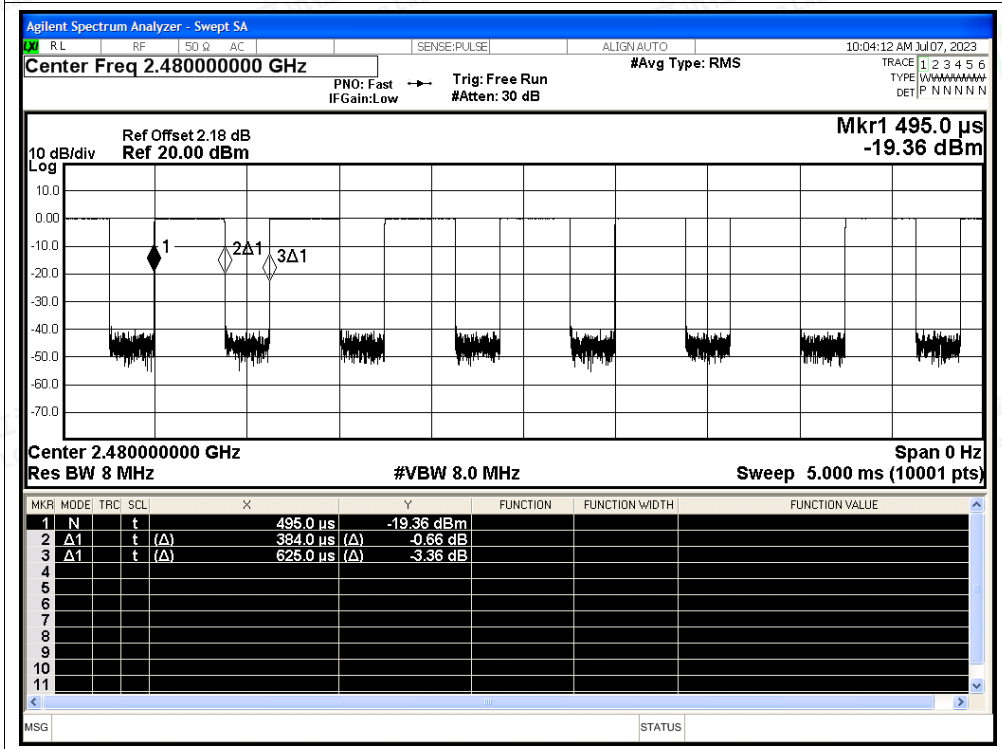 Agilent Spectrum Analyzer - Swept SA
LXI RL RF 50 Ω AC SENSE:PULSE ALIGN AUTO 10:04:12 AM Jul 07, 2023
Center Freq 2.480000000 GHz #Avg Type: RMS TRACE 1 2 3 4 5 6
PNO: Fast Trig: Free Run TYPE WWWWWW
IFGain:Low #Atten: 30 dB DET P N N N N N
Mkr1 495.0 µs
Ref Offset 2.18 dB
10 dB/div Ref 20.00 dBm -19.36 dBm
Log
10.0
0.00
-10.0
1 2Δ1 3Δ1
-20.0
-30.0
-40.0
-50.0
-60.0
-70.0
Center 2.480000000 GHz Span 0 Hz
Res BW 8 MHz #VBW 8.0 MHz Sweep 5.000 ms (10001 pts)
MKR MODE TRC SCL X Y FUNCTION FUNCTION WIDTH FUNCTION VALUE
1 N t 495.0 µs -19.36 dBm
2 Δ1 t (Δ) 384.0 µs (Δ) -0.66 dB
3 Δ1 t (Δ) 625.0 µs (Δ) -3.36 dB
4
5
6
7
8
9
10
11
MSG STATUS